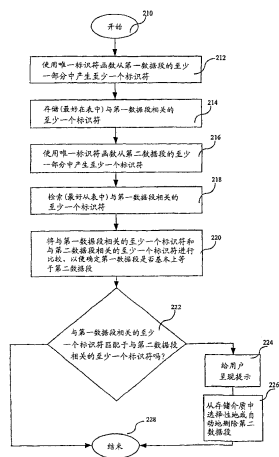 210
开始
212
使用唯一标识符函数从第一数据段的至少
一部分中产生至少一个标识符
214
存储(最好在表中)与第一数据段相关的
至少一个标识符
216
使用唯一标识符函数从第二数据段的至少
一部分中产生至少一个标识符
218
检索(最好从表中)与第一数据段相关的
至少一个标识符
220
将与第一数据段相关的至少一个标识符和
与第二数据段相关的至少一个标识符进行
比较，以便确定第一数据段是否基本上等
于第二数据段
222
与第一数据段相关的至少
一个标识符匹配于与第二数据段
相关的至少一个标识符吗?
224
给用户
呈现提示
226
从存储介质中
选择性地或自
动地删除第二
数据段
228
结束